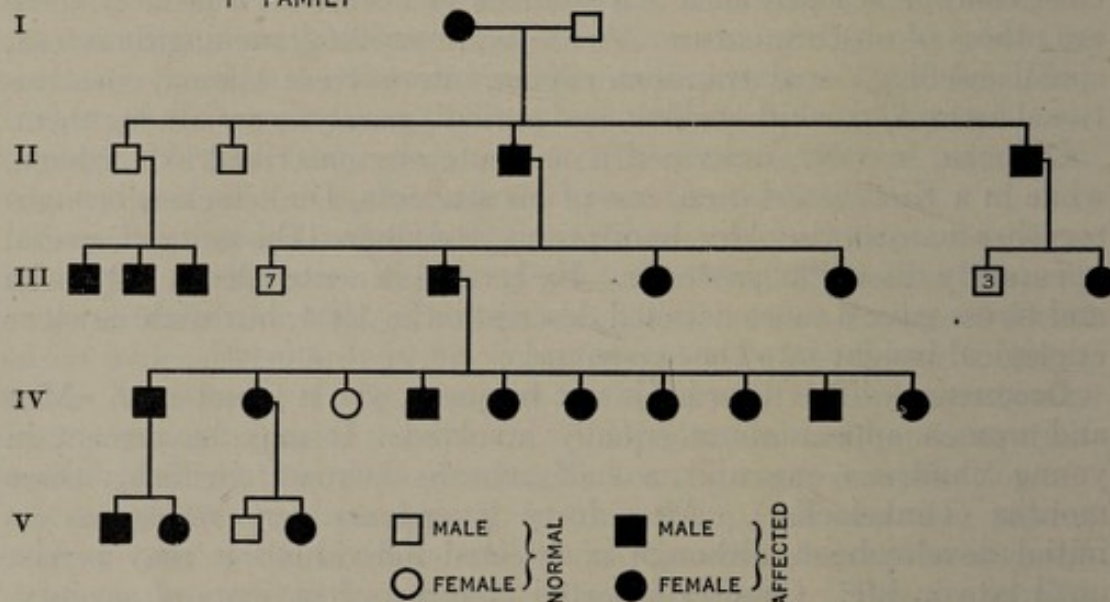 FAMILY
I
II
III
7
3
IV
V
MALE
FEMALE
NORMAL
MALE
FEMALE
AFFECTED